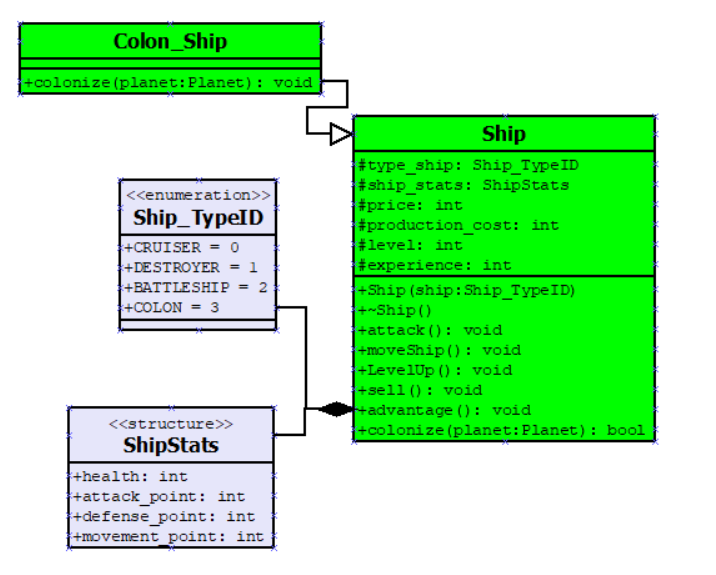 Colon_Ship
+colonize(planet:Planet): void
Ship
#type_ship: Ship_TypeID
#ship_stats: ShipStats
#price: int
#production_cost: int
#level: int
#experience: int
+Ship(ship:Ship_TypeID)
+~Ship()
+attack(): void
+moveShip(): void
+LevelUp(): void
+sell(): void
+advantage(): void
+colonize(planet:Planet): bool
<<enumeration>>
Ship_TypeID
+CRUISER = 0
+DESTROYER = 1
+BATTLESHIP = 2
+COLON = 3
<<structure>>
ShipStats
+health: int
+attack_point: int
+defense_point: int
+movement_point: int